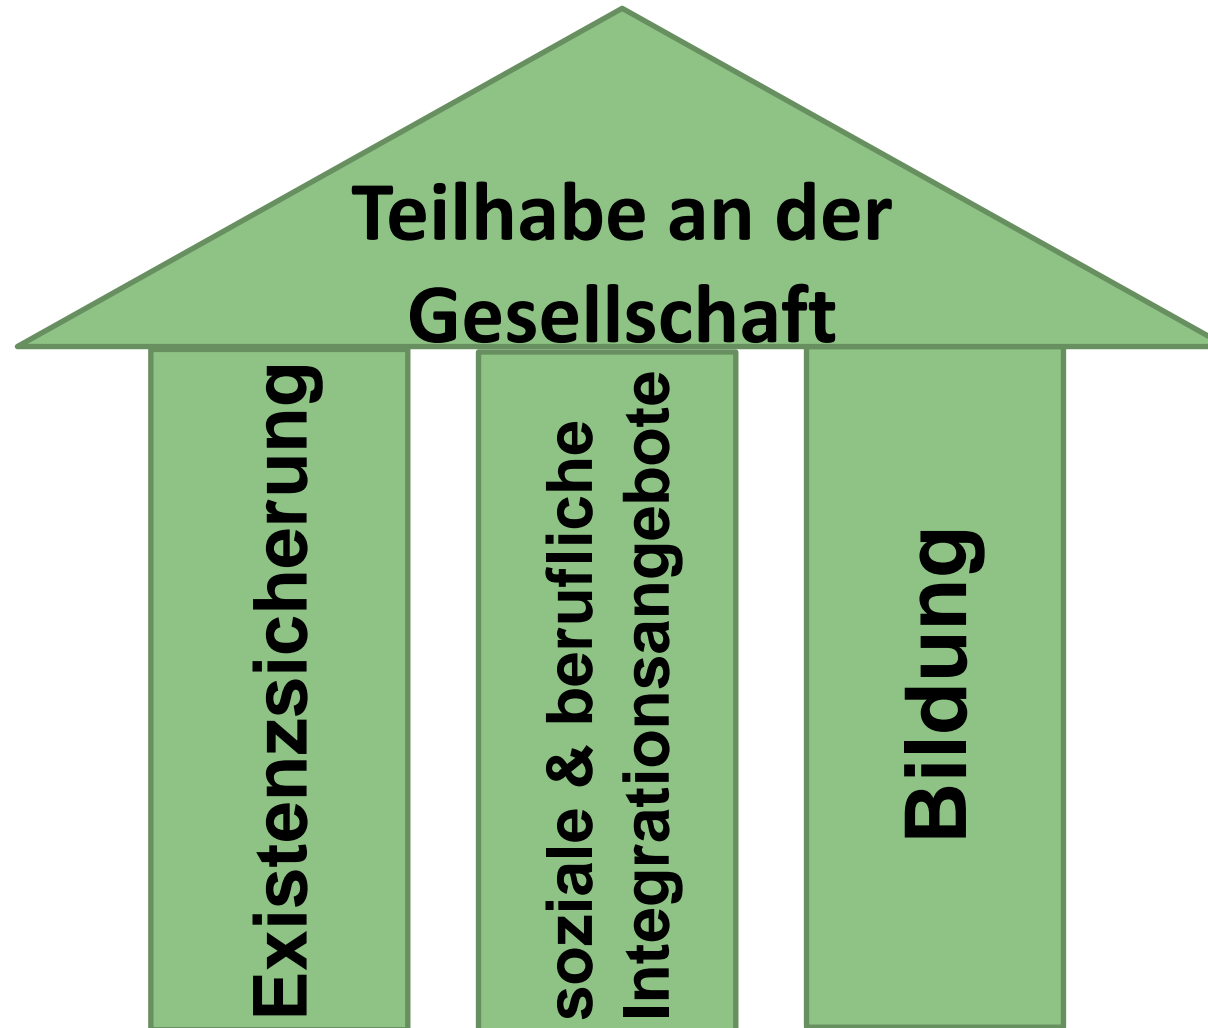 Teilhabe an der
Gesellschaft
Existenzsicherung
soziale & berufliche
Integrationsangebote
Bildung